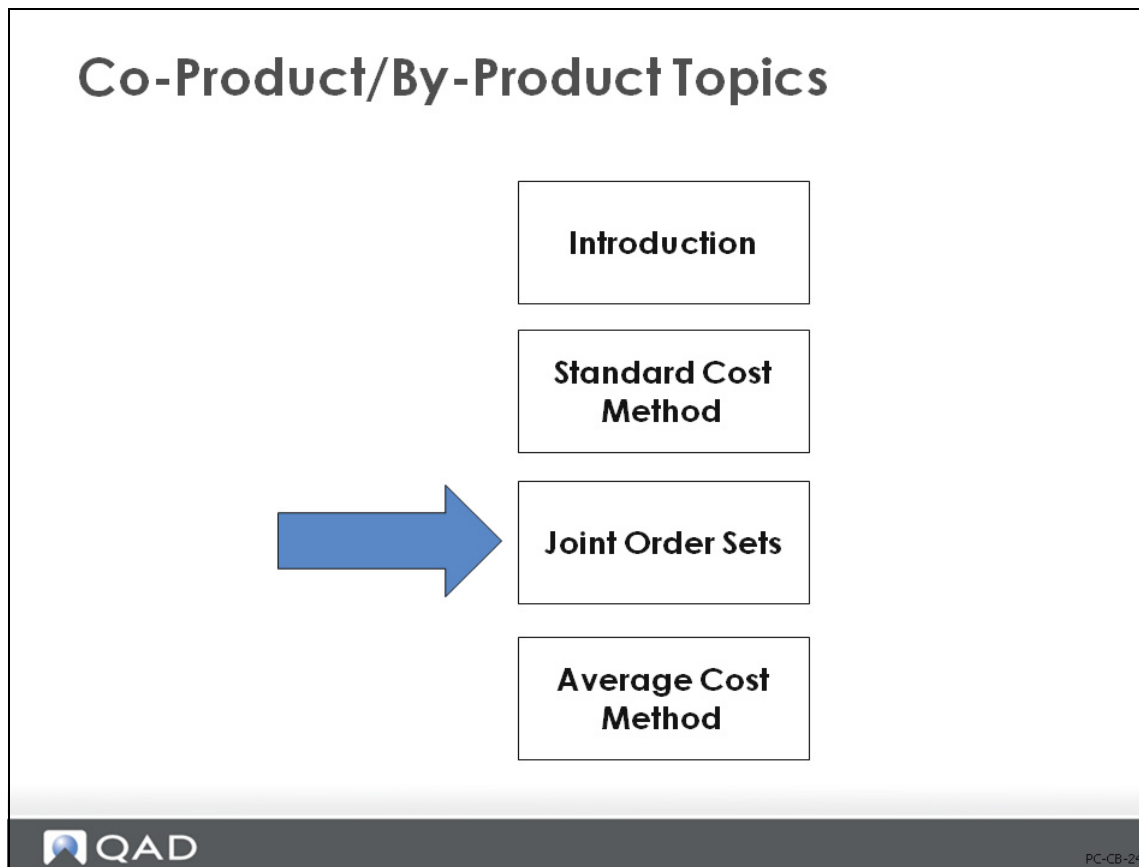 Co-Product/By-Product Topics
Introduction
Standard Cost
Method
Joint Order Sets
Average Cost
Method
QAD